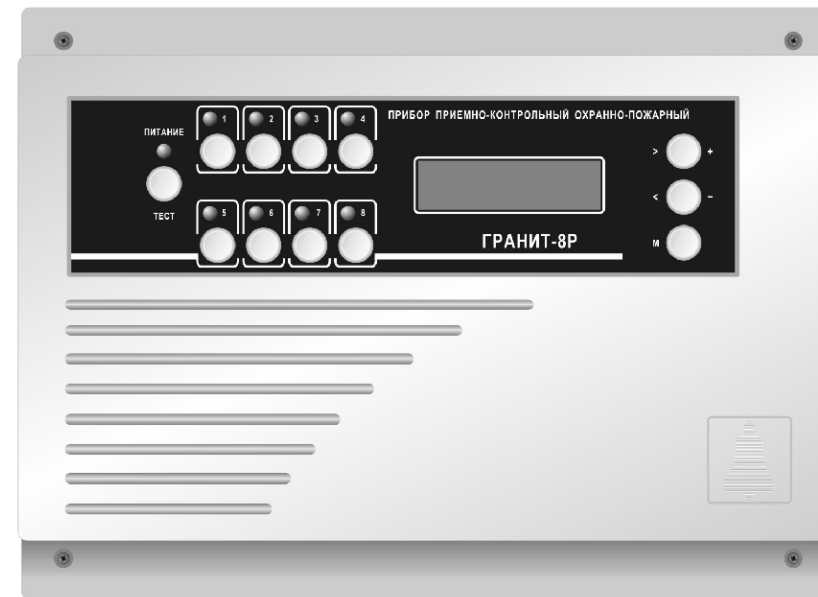 ПРИБОР ПРИЕМНО-КОНТРОЛЬНЫЙ ОХРАННО-ПОЖАРНЫЙ
ПИТАНИЕ
1 2 3 4
> +
< −
ТЕСТ
5 6 7 8
ГРАНИТ-8Р
М